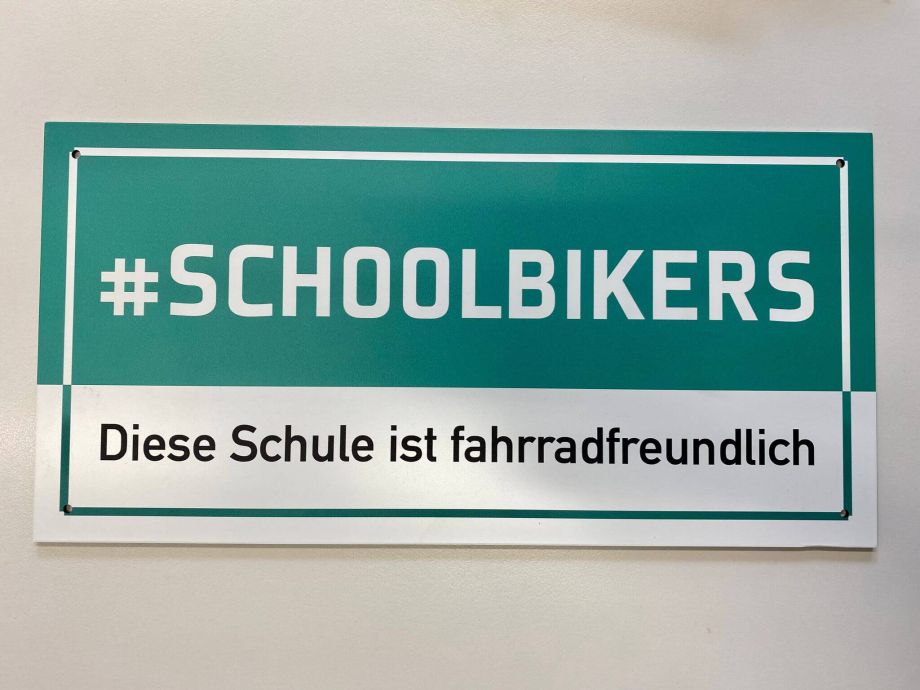 #SCHOOLBIKERS
Diese Schule ist fahrradfreundlich